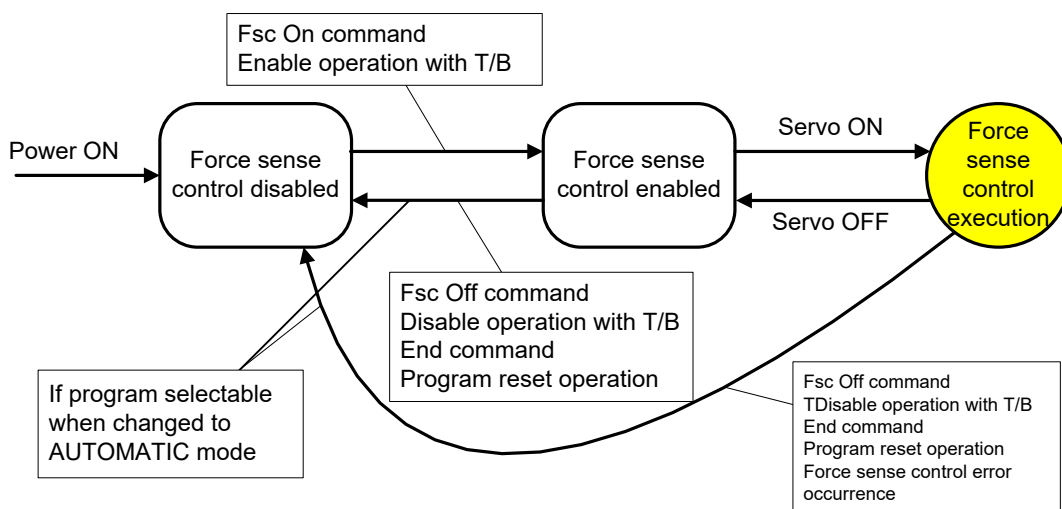 Fsc On command
Enable operation with T/B
Power ON
Force sense
control disabled
Force sense
control enabled
Servo ON
Servo OFF
Force
sense
control
execution
Fsc Off command
Disable operation with T/B
End command
Program reset operation
If program selectable
when changed to
AUTOMATIC mode
Fsc Off command
TDisable operation with T/B
End command
Program reset operation
Force sense control error
occurrence